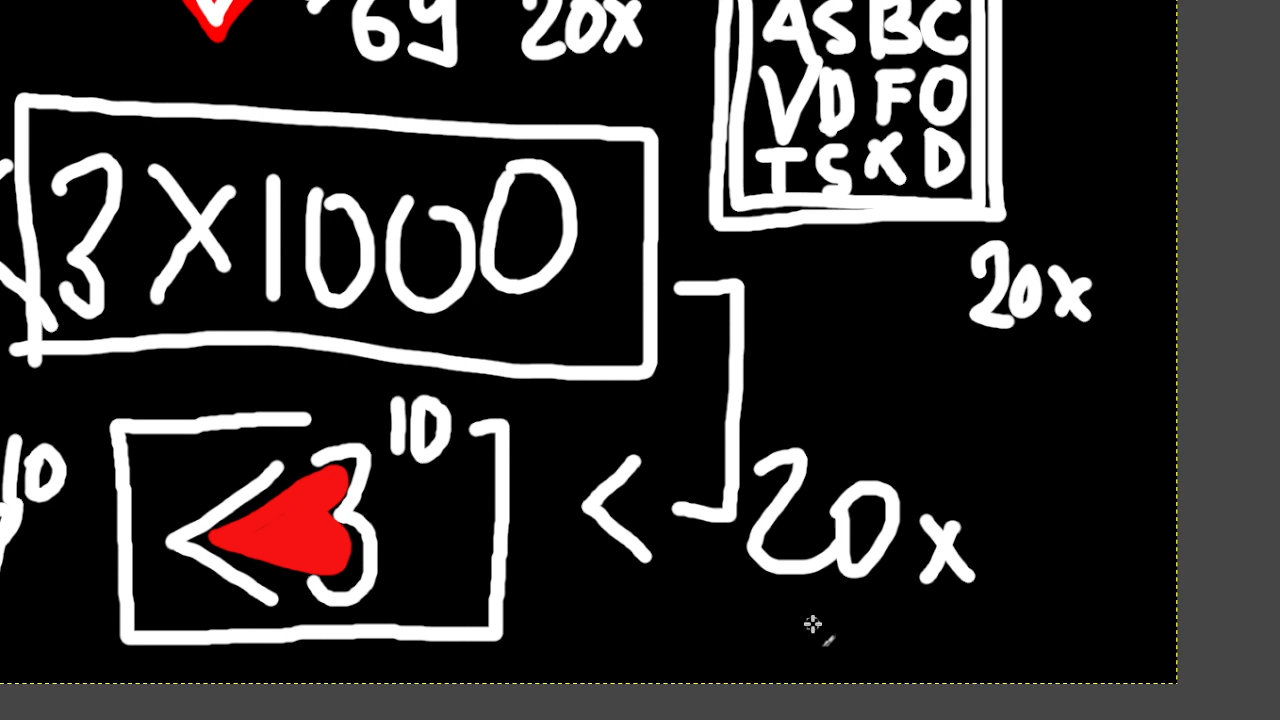 69 20x
ASBC
VDFO
TSXD
<3X1000
20x
10
<3 10
< 20x